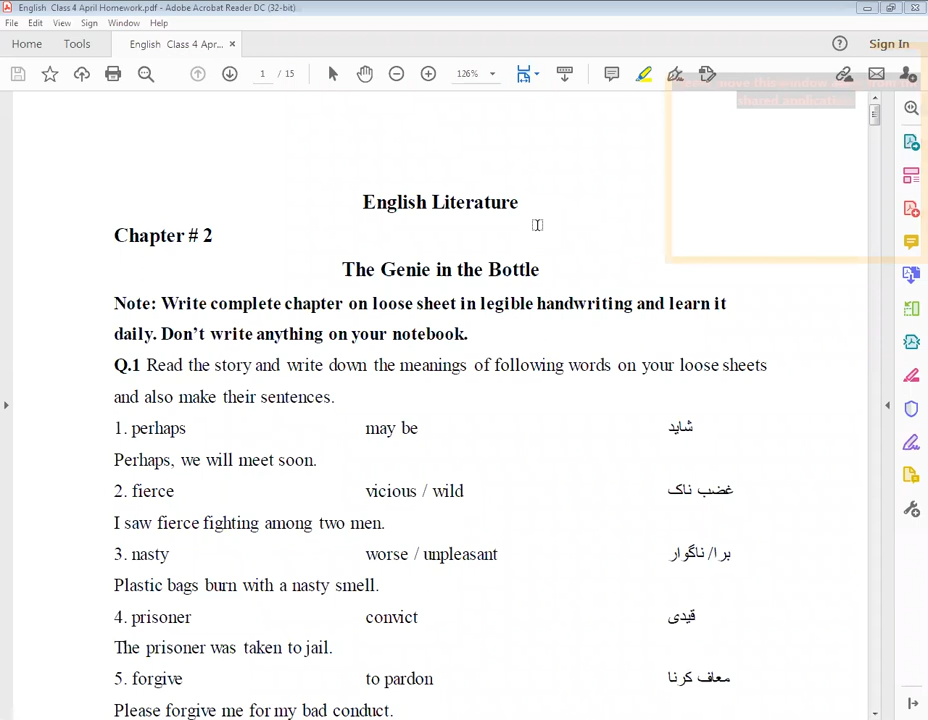 English Class 4 April Homework.pdf - Adobe Acrobat Reader DC (32-bit)
File Edit View Sign Window Help
Home Tools English Class 4 Apr... × Sign In
1 / 15 126%
move this window
shared applicati...
English Literature
Chapter # 2
The Genie in the Bottle
Note: Write complete chapter on loose sheet in legible handwriting and learn it
daily. Don’t write anything on your notebook.
Q.1 Read the story and write down the meanings of following words on your loose sheets
and also make their sentences.
1. perhaps may be شاید
Perhaps, we will meet soon.
2. fierce vicious / wild غضب ناک
I saw fierce fighting among two men.
3. nasty worse / unpleasant برا/ ناگوار
Plastic bags burn with a nasty smell.
4. prisoner convict قیدی
The prisoner was taken to jail.
5. forgive to pardon معاف کرنا
Please forgive me for my bad conduct.